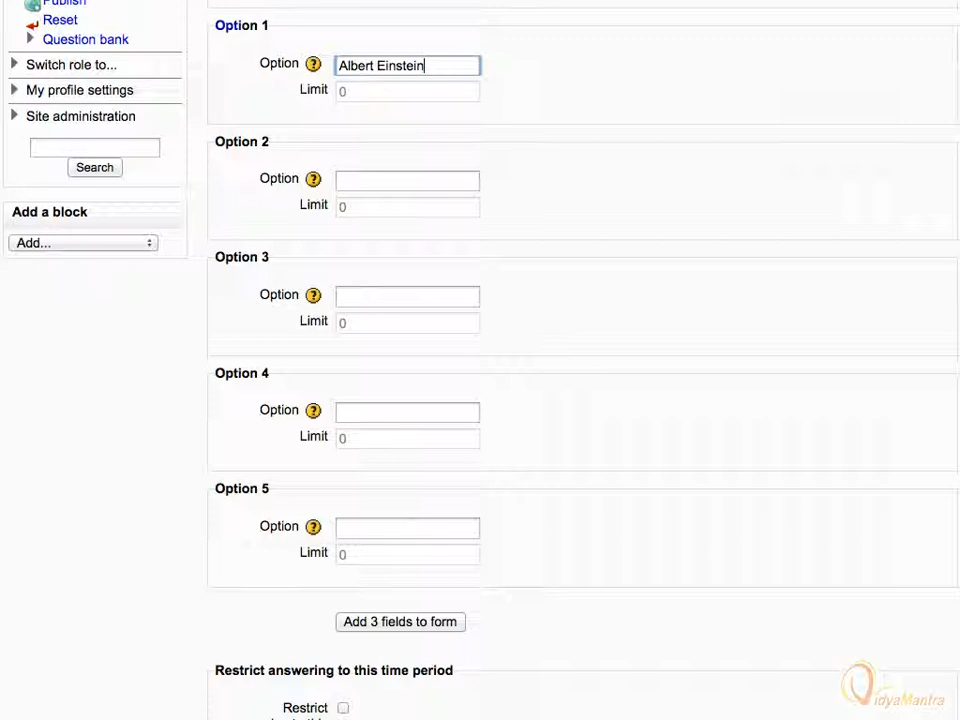 Publish
Reset
Question bank
Switch role to...
My profile settings
Site administration
Search
Add a block
Add...
Option 1
Option ? Albert Einstein
Limit 0
Option 2
Option ?
Limit 0
Option 3
Option ?
Limit 0
Option 4
Option ?
Limit 0
Option 5
Option ?
Limit 0
Add 3 fields to form
Restrict answering to this time period
Restrict
VidyaMantra